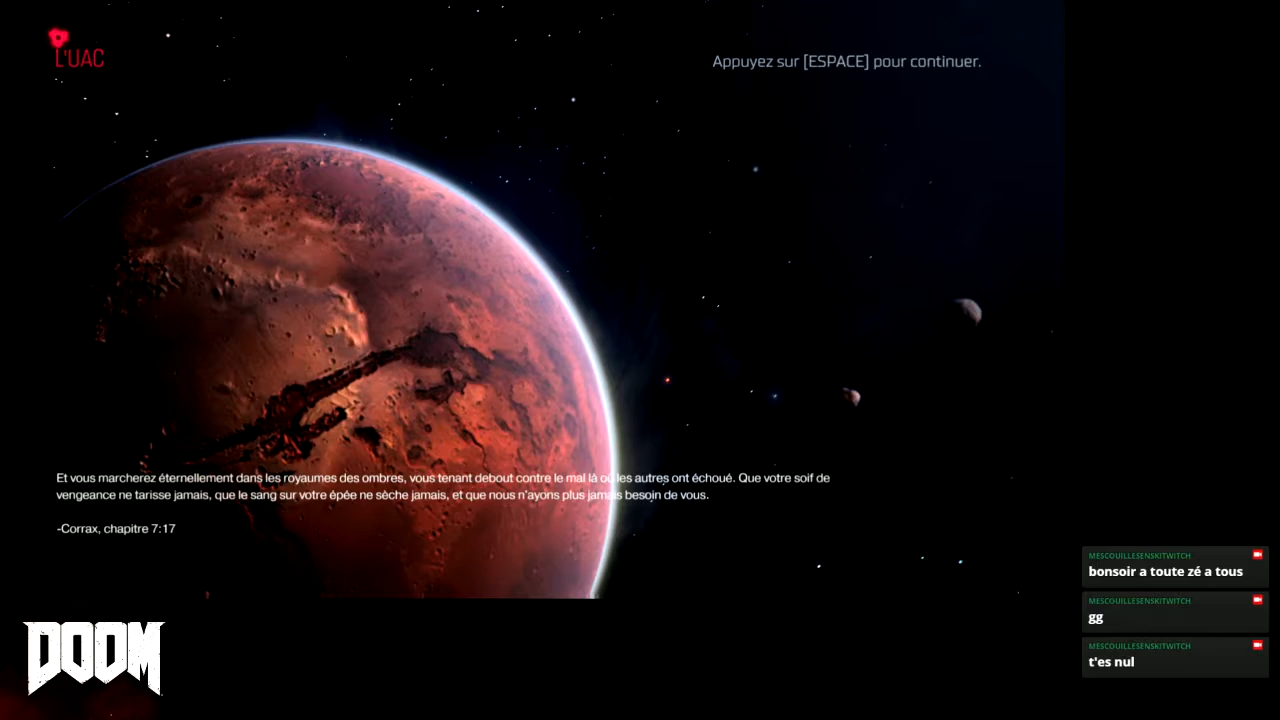 L'UAC
Appuyez sur [ESPACE] pour continuer.
Et vous marcherez éternellement dans les royaumes des ombres, vous tenant debout contre le mal là où les autres ont échoué. Que votre soif de
vengeance ne tarisse jamais, que le sang sur votre épée ne sèche jamais, et que nous n'ayons plus jamais besoin de vous.
-Corrax, chapitre 7:17
DOOM
MESCOUILLESENSKITWITCH
bonsoir a toute zé a tous
MESCOUILLESENSKITWITCH
gg
MESCOUILLESENSKITWITCH
t'es nul